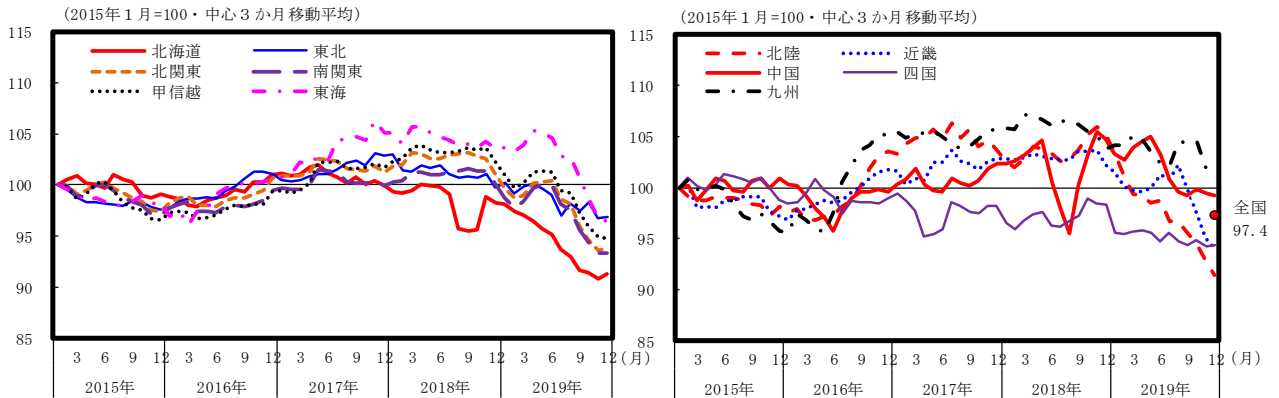 (2015年１月=100・中心３か月移動平均)
115
110
105
100
95
90
85
北海道
東北
北関東
南関東
甲信越
東海
3 6 9 12 3 6 9 12 3 6 9 12 3 6 9 12 3 6 9 12 (月)
2015年 2016年 2017年 2018年 2019年
(2015年１月=100・中心３か月移動平均)
115
110
105
100
95
90
85
北陸
近畿
中国
四国
九州
全国
97.4
3 6 9 12 3 6 9 12 3 6 9 12 3 6 9 12 3 6 9 12 (月)
2015年 2016年 2017年 2018年 2019年